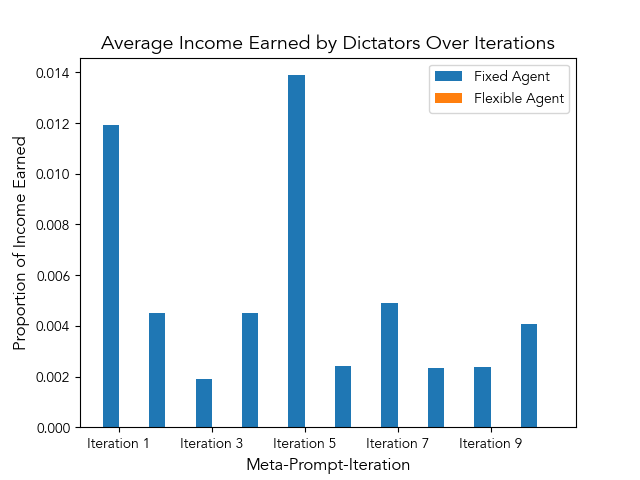 Average Income Earned by Dictators Over Iterations
Fixed Agent
Flexible Agent
Proportion of Income Earned
0.014
0.012
0.010
0.008
0.006
0.004
0.002
0.000
Iteration 1 Iteration 3 Iteration 5 Iteration 7 Iteration 9
Meta-Prompt-Iteration